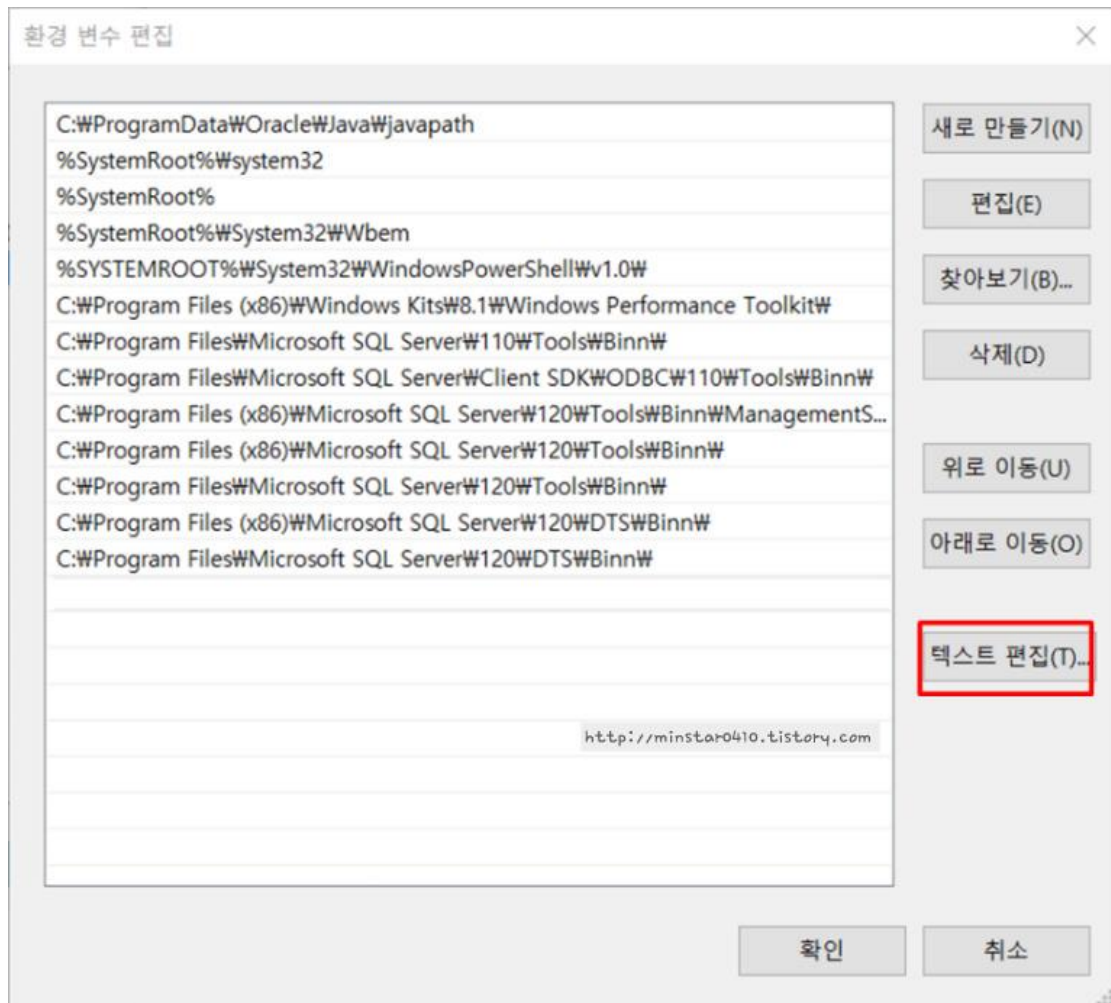 환경 변수 편집
C:₩ProgramData₩Oracle₩Java₩javapath
%SystemRoot%₩system32
%SystemRoot%
%SystemRoot%₩System32₩Wbem
%SYSTEMROOT%₩System32₩WindowsPowerShell₩v1.0₩
C:₩Program Files (x86)₩Windows Kits₩8.1₩Windows Performance Toolkit₩
C:₩Program Files₩Microsoft SQL Server₩110₩Tools₩Binn₩
C:₩Program Files₩Microsoft SQL Server₩Client SDK₩ODBC₩110₩Tools₩Binn₩
C:₩Program Files (x86)₩Microsoft SQL Server₩120₩Tools₩Binn₩ManagementS...
C:₩Program Files (x86)₩Microsoft SQL Server₩120₩Tools₩Binn₩
C:₩Program Files₩Microsoft SQL Server₩120₩Tools₩Binn₩
C:₩Program Files (x86)₩Microsoft SQL Server₩120₩DTS₩Binn₩
C:₩Program Files₩Microsoft SQL Server₩120₩DTS₩Binn₩
http://minstar0410.tistory.com
새로 만들기(N)
편집(E)
찾아보기(B)...
삭제(D)
위로 이동(U)
아래로 이동(O)
텍스트 편집(T)...
확인
취소